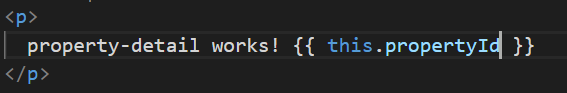 <p>
property-detail works! {{ this.propertyId }}
</p>